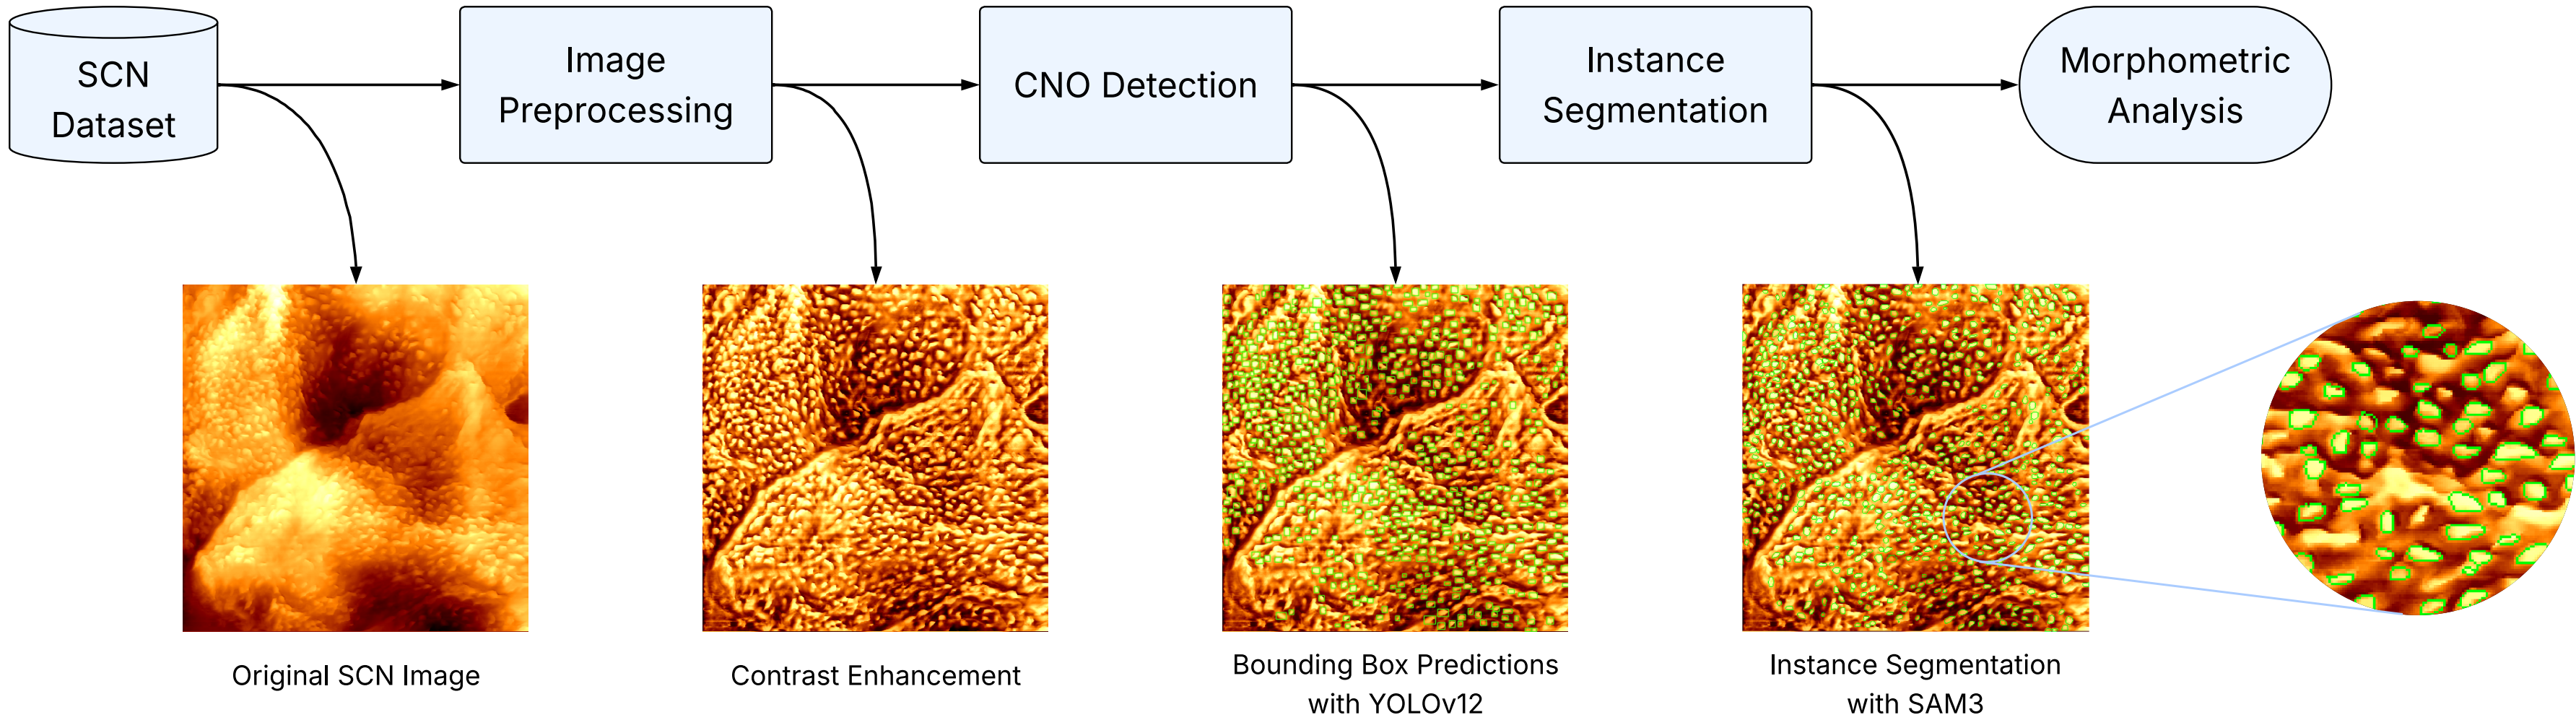 SCN
Dataset
Image
Preprocessing
CNO Detection
Instance
Segmentation
Morphometric
Analysis
Original SCN Image
Contrast Enhancement
Bounding Box Predictions
with YOLOv12
Instance Segmentation
with SAM3